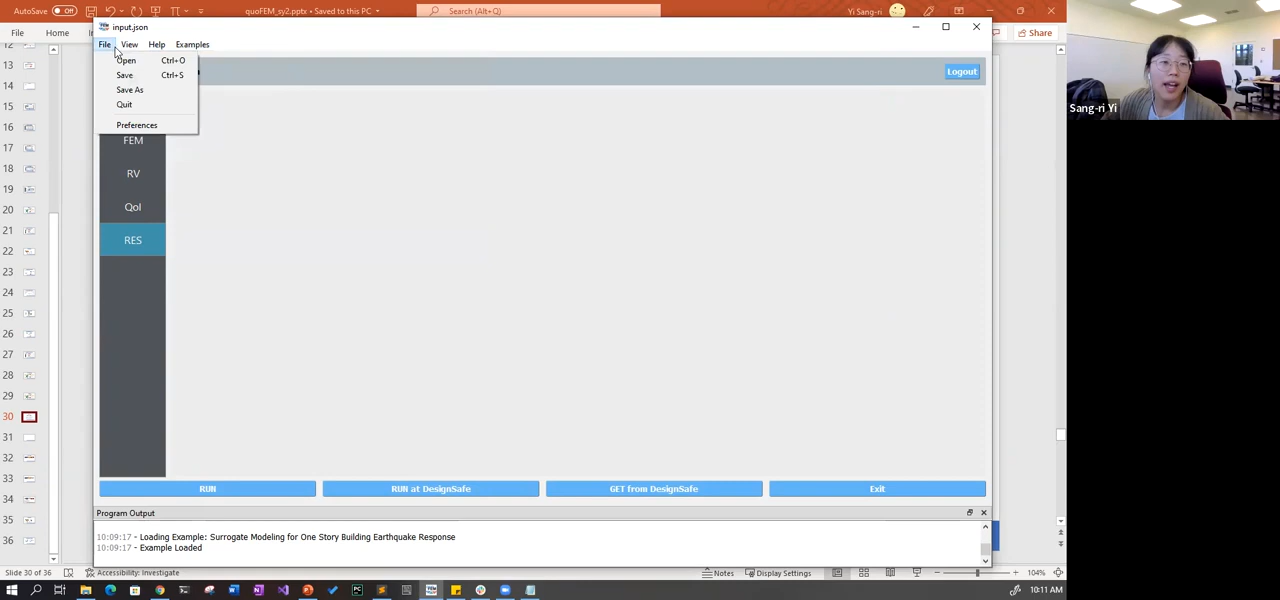 AutoSave Off quoFEM_sy2.pptx • Saved to this PC Search (Alt+Q) Yi Sang-ri
File Home Share
input.json
File View Help Examples
Open Ctrl+O
Save Ctrl+S
Save As
Quit
Preferences
Logout
FEM
RV
QoI
RES
RUN RUN at DesignSafe GET from DesignSafe Exit
Program Output
10:09:17 - Loading Example: Surrogate Modeling for One Story Building Earthquake Response
10:09:17 - Example Loaded
12
13
14
15
16
17
18
19
20
21
22
23
24
25
26
27
28
29
30
31
32
33
34
35
36
Slide 30 of 36 Accessibility: Investigate Notes Display Settings 104%
10:11 AM
Sang-ri Yi